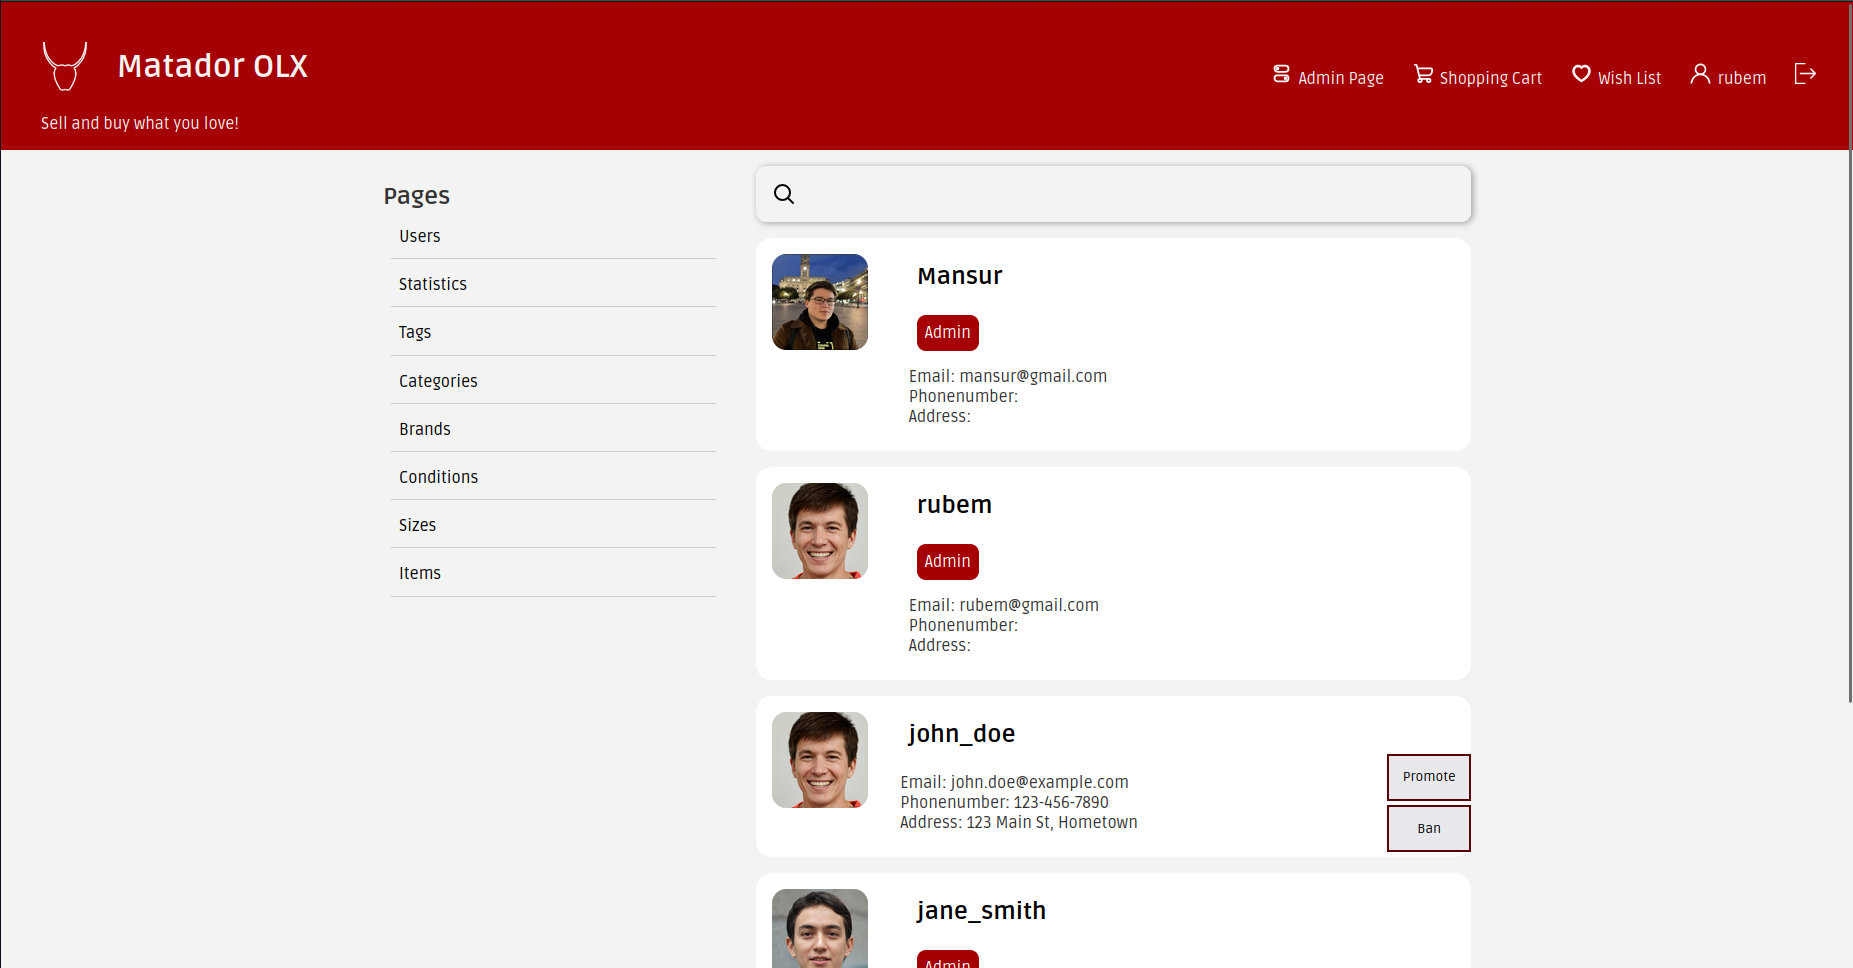 Matador OLX
Sell and buy what you love!
Admin Page
Shopping Cart
Wish List
rubem
Pages
Users
Statistics
Tags
Categories
Brands
Conditions
Sizes
Items
Mansur
Admin
Email: mansur@gmail.com
Phonenumber:
Address:
rubem
Admin
Email: rubem@gmail.com
Phonenumber:
Address:
john_doe
Email: john.doe@example.com
Phonenumber: 123-456-7890
Address: 123 Main St, Hometown
Promote
Ban
jane_smith
Admin